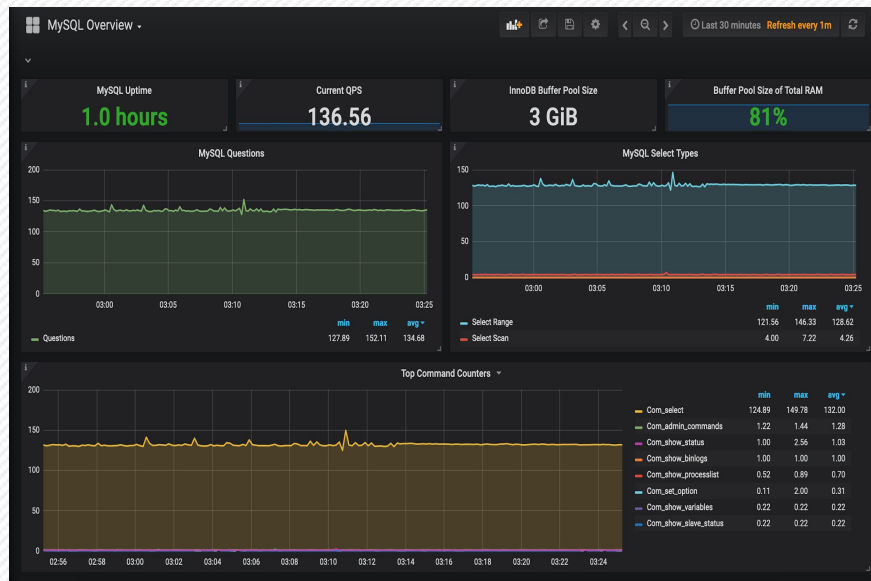 MySQL Overview
Last 30 minutes Refresh every 1m
MySQL Uptime
1.0 hours
Current QPS
136.56
InnoDB Buffer Pool Size
3 GiB
Buffer Pool Size of Total RAM
81%
MySQL Questions
200
150
100
50
0
03:00 03:05 03:10 03:15 03:20 03:25
min max avg
Questions 127.89 152.11 134.68
MySQL Select Types
150
100
50
0
03:00 03:05 03:10 03:15 03:20 03:25
min max avg
Select Range 121.56 146.33 128.62
Select Scan 4.00 7.22 4.26
Top Command Counters
200
150
100
50
0
02:56 02:58 03:00 03:02 03:04 03:06 03:08 03:10 03:12 03:14 03:16 03:18 03:20 03:22 03:24
min max avg
Com_select 124.89 149.78 132.00
Com_admin_commands 1.22 1.44 1.28
Com_show_status 1.00 2.56 1.03
Com_show_binlogs 1.00 1.00 1.00
Com_show_processlist 0.52 0.89 0.70
Com_set_option 0.11 2.00 0.31
Com_show_variables 0.22 0.22 0.22
Com_show_slave_status 0.22 0.22 0.22